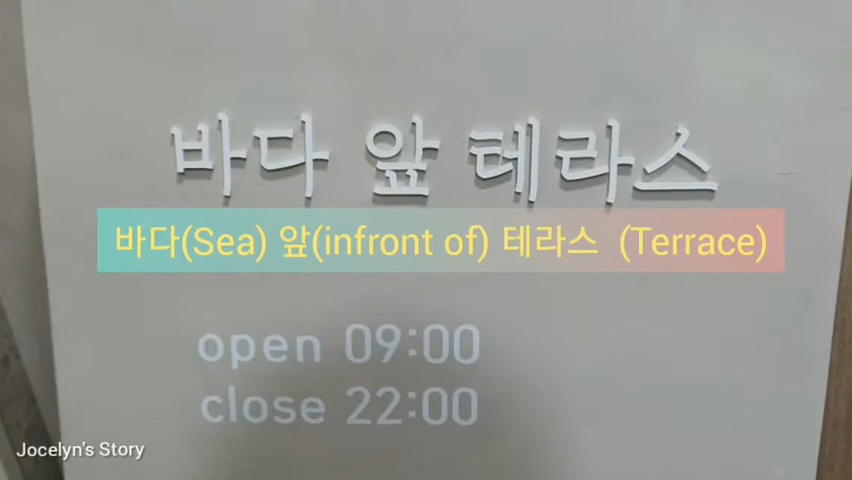 바다 앞 테라스
바다(Sea) 앞(infront of) 테라스 (Terrace)
open 09:00
close 22:00
Jocelyn's Story